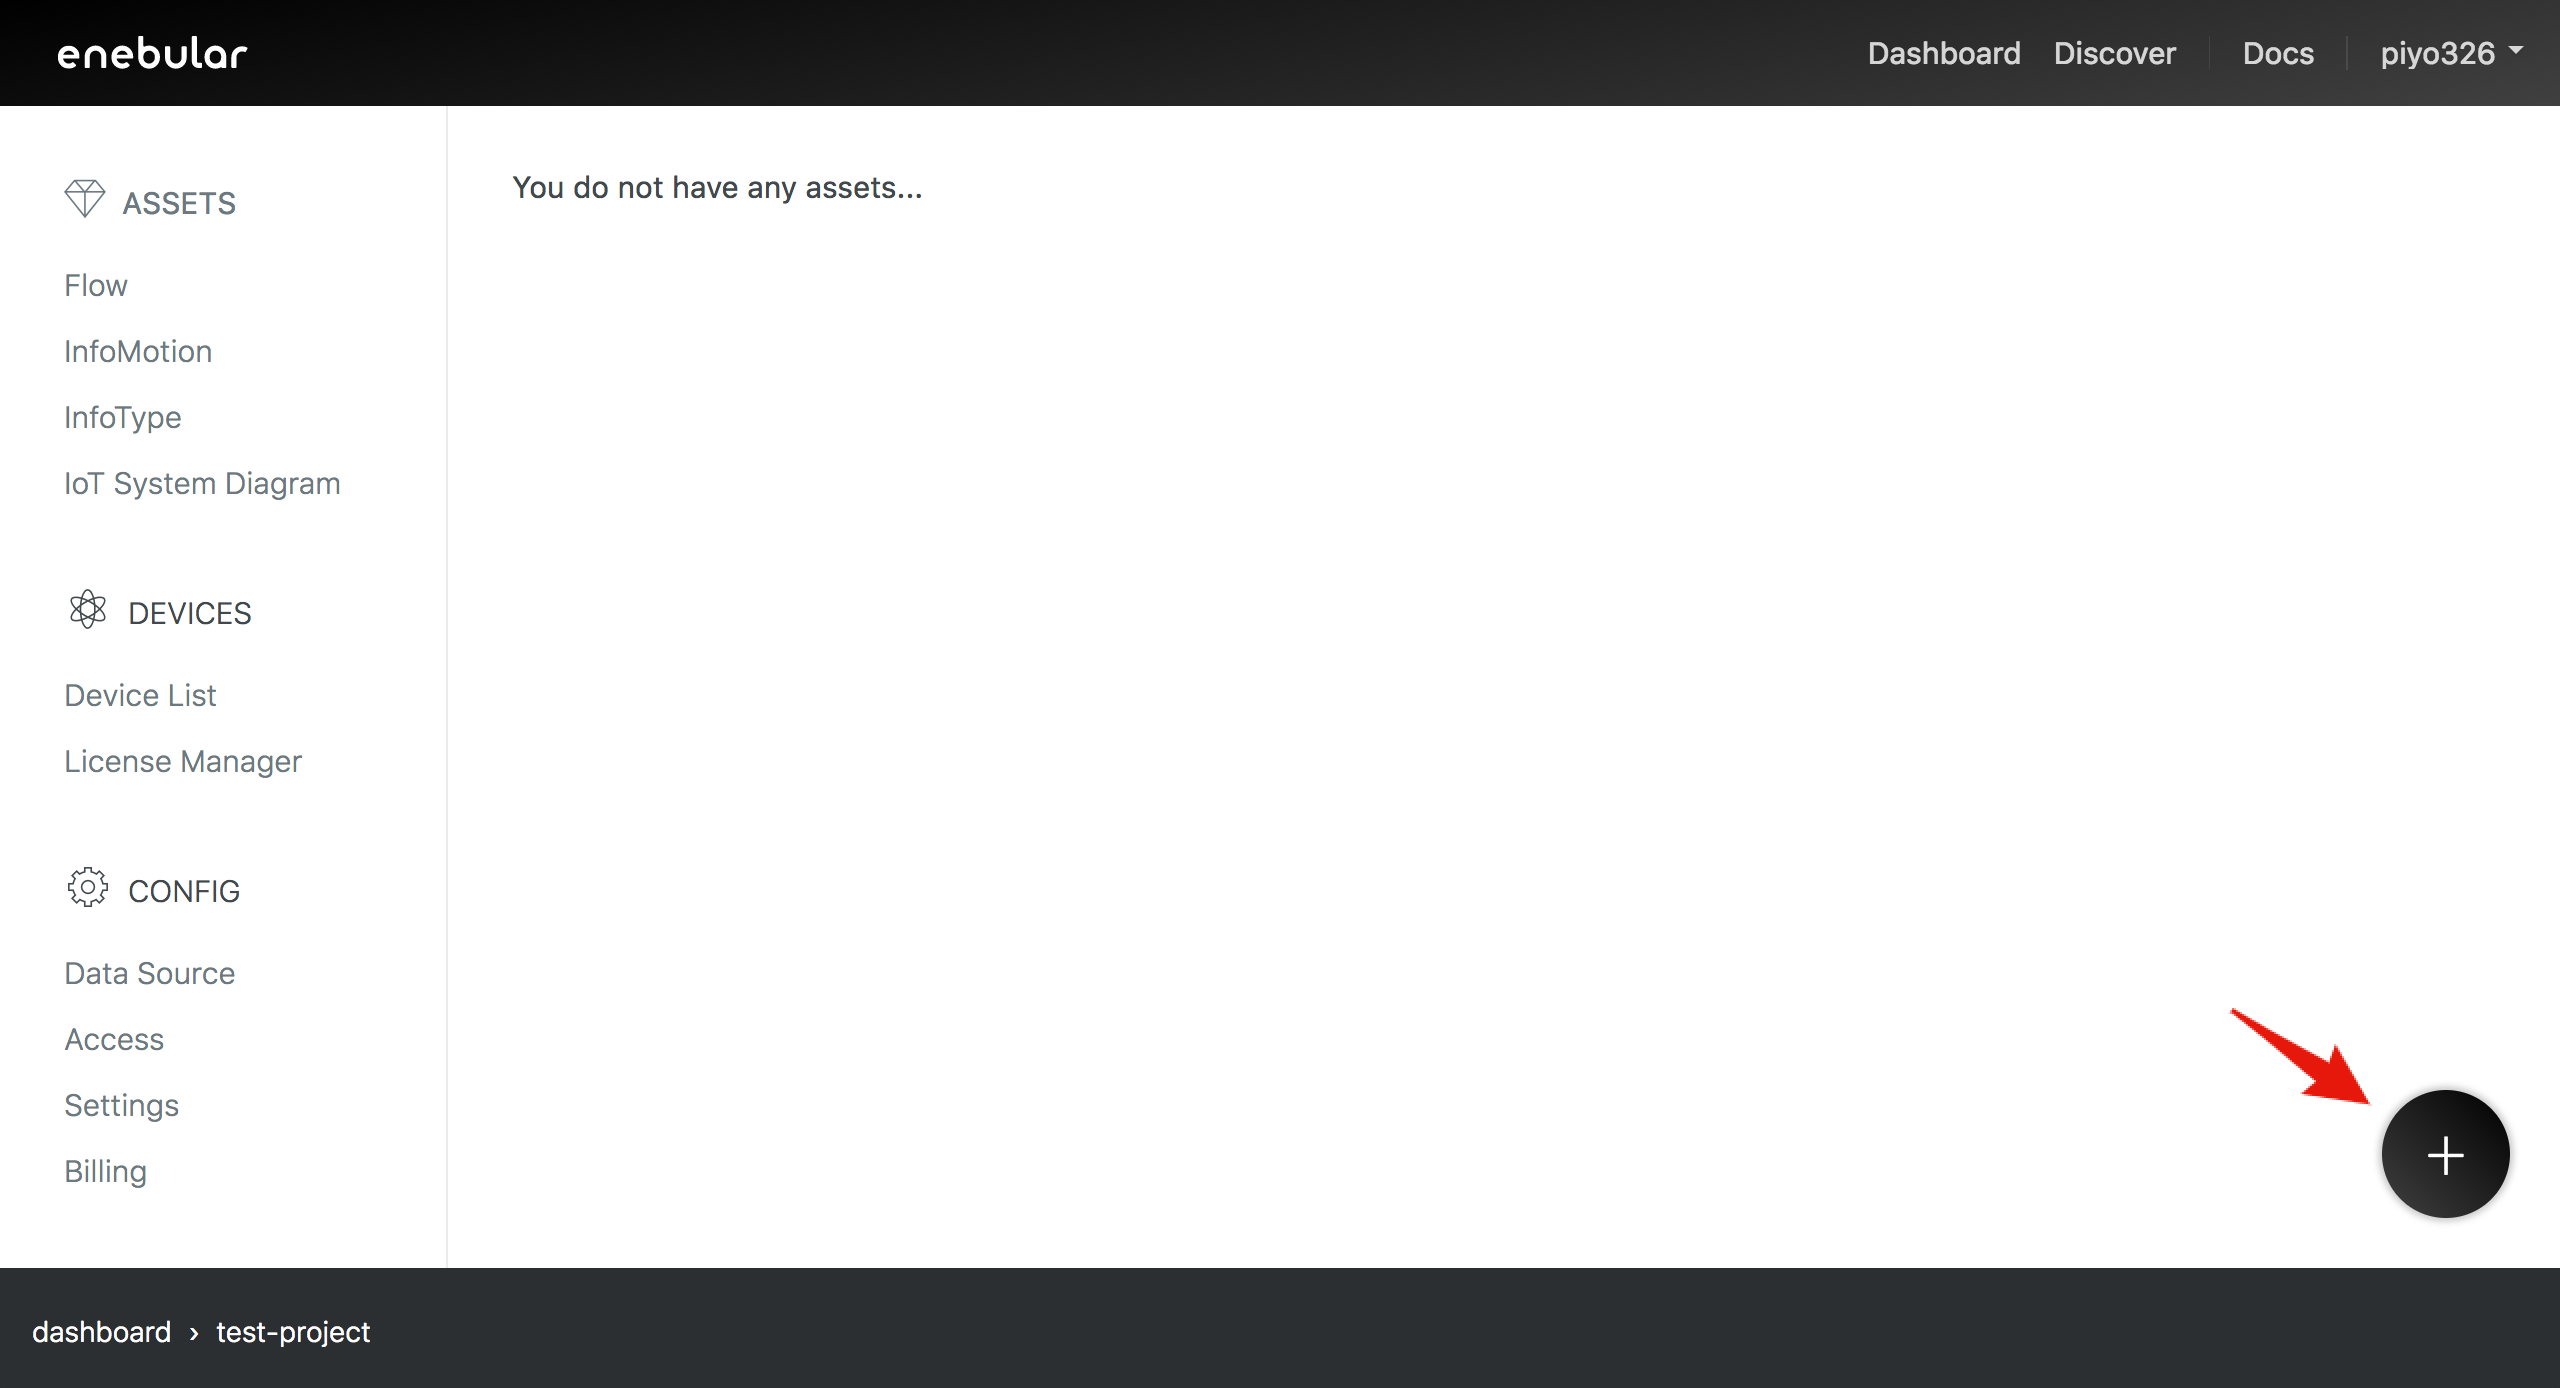 enebular
Dashboard Discover Docs piyo326
ASSETS
Flow
InfoMotion
InfoType
IoT System Diagram
DEVICES
Device List
License Manager
CONFIG
Data Source
Access
Settings
Billing
You do not have any assets...
dashboard › test-project